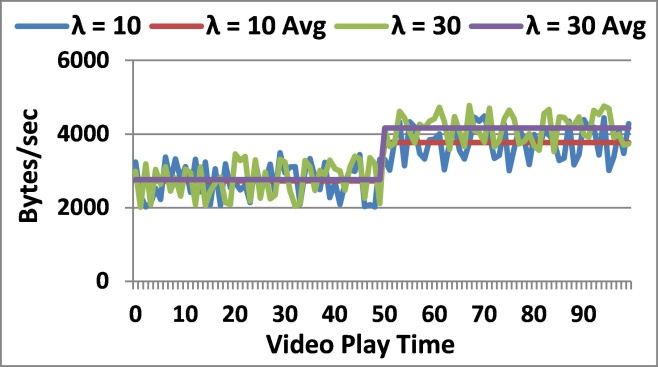 λ = 10 λ = 10 Avg λ = 30 λ = 30 Avg
6000
4000
2000
0
Bytes/sec
0 10 20 30 40 50 60 70 80 90
Video Play Time